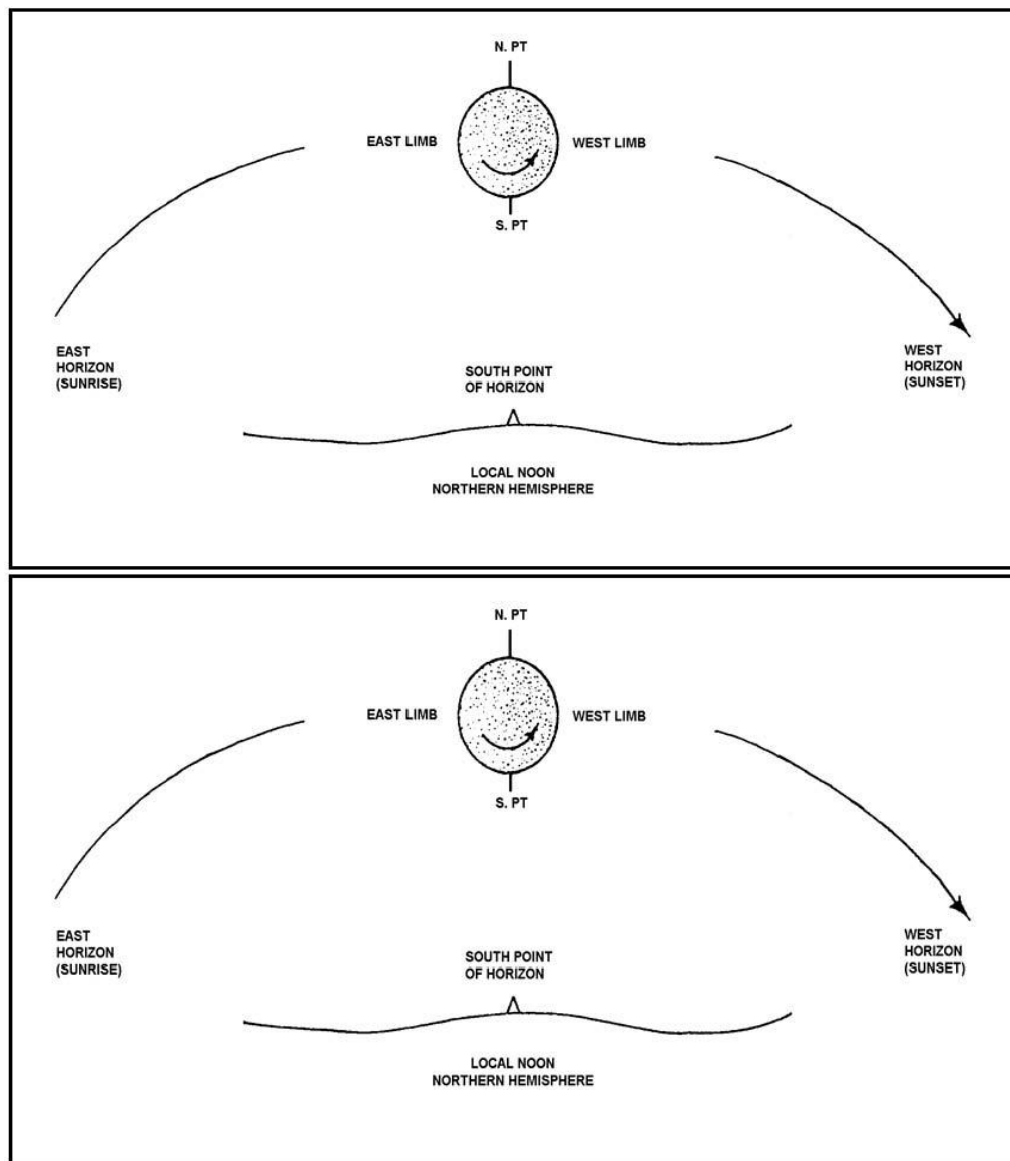 N. PT
EAST LIMB
WEST LIMB
S. PT
EAST
HORIZON
(SUNRISE)
WEST
HORIZON
(SUNSET)
SOUTH POINT
OF HORIZON
LOCAL NOON
NORTHERN HEMISPHERE
N. PT
EAST LIMB
WEST LIMB
S. PT
EAST
HORIZON
(SUNRISE)
WEST
HORIZON
(SUNSET)
SOUTH POINT
OF HORIZON
LOCAL NOON
NORTHERN HEMISPHERE